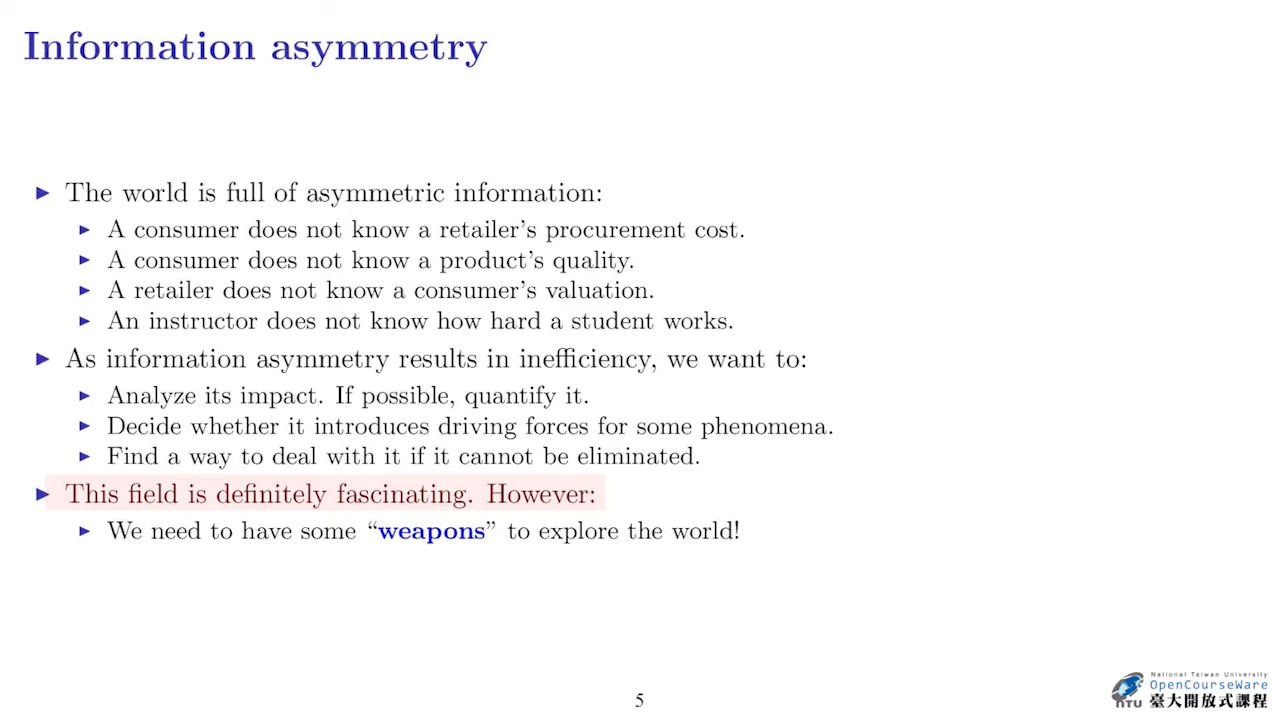 Information asymmetry
▶ The world is full of asymmetric information:
▶ A consumer does not know a retailer's procurement cost.
▶ A consumer does not know a product's quality.
▶ A retailer does not know a consumer's valuation.
▶ An instructor does not know how hard a student works.
▶ As information asymmetry results in inefficiency, we want to:
▶ Analyze its impact. If possible, quantify it.
▶ Decide whether it introduces driving forces for some phenomena.
▶ Find a way to deal with it if it cannot be eliminated.
▶ This field is definitely fascinating. However:
▶ We need to have some “weapons” to explore the world!
5
National Taiwan University
OpenCourseWare
NTU 臺大開放式課程